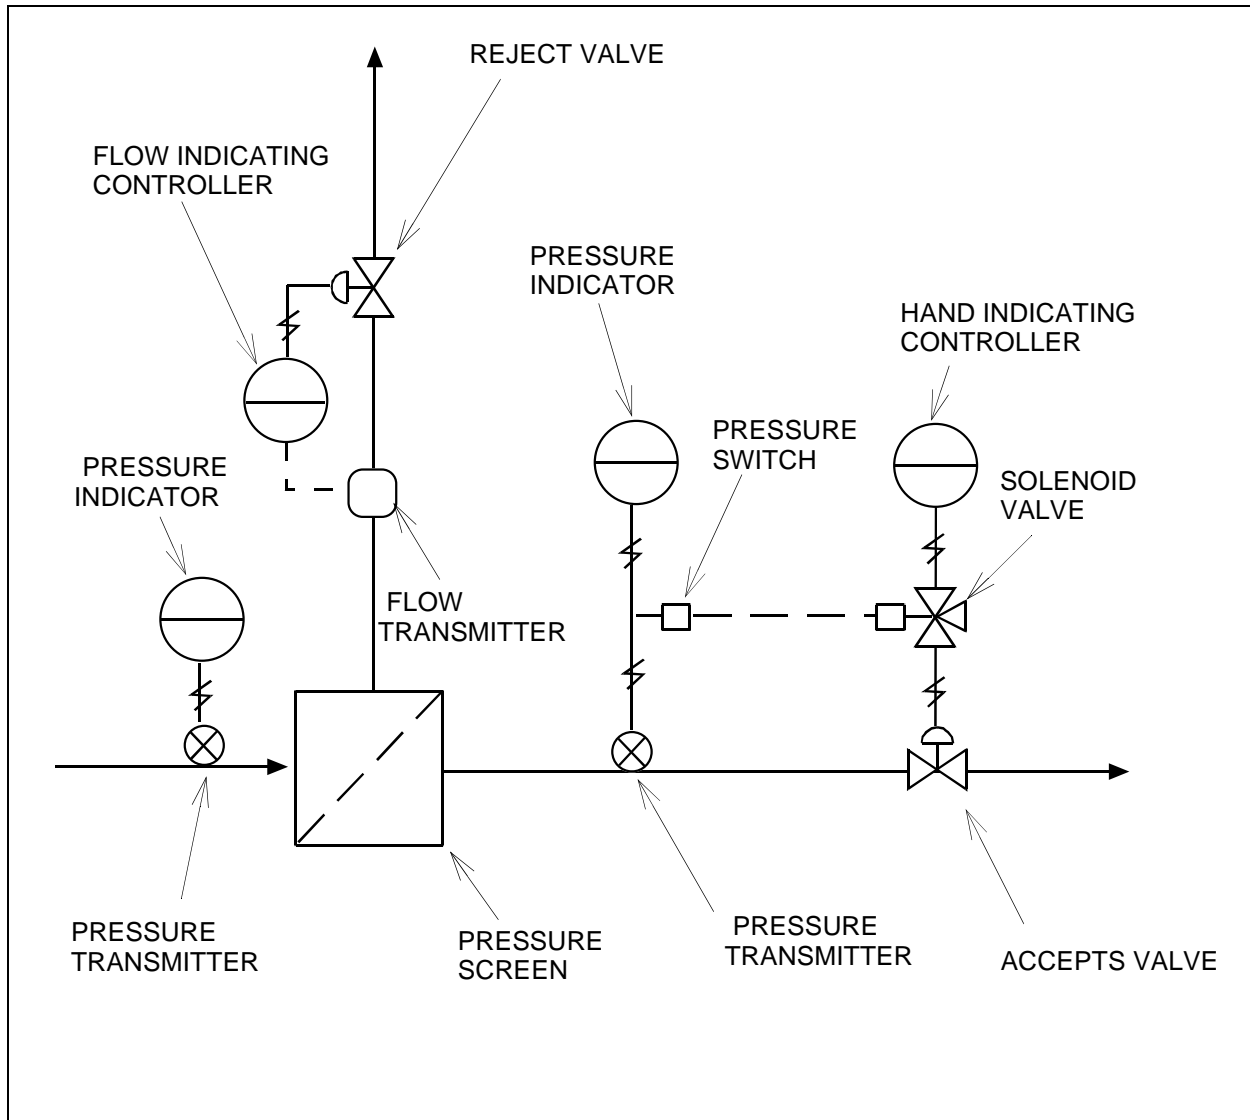 REJECT VALVE
FLOW INDICATING
CONTROLLER
PRESSURE
INDICATOR
HAND INDICATING
CONTROLLER
PRESSURE
SWITCH
PRESSURE
INDICATOR
SOLENOID
VALVE
FLOW
TRANSMITTER
PRESSURE
TRANSMITTER
PRESSURE
SCREEN
PRESSURE
TRANSMITTER
ACCEPTS VALVE